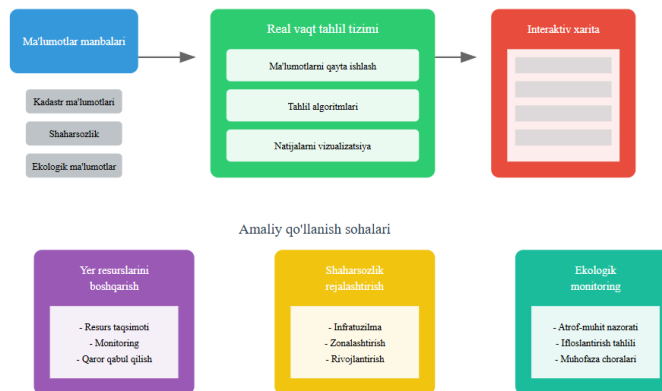 Ma'lumotlar manbalari
Real vaqt tahlil tizimi
Interaktiv xarita
Ma'lumotlarni qayta ishlash
Tahlil algoritmlari
Natijalarni vizualizatsiya
Kadastr ma'lumotlari
Shaharsozlik
Ekologik ma'lumotlar
Amaliy qo'llanish sohalari
Yer resurslarini
boshqarish
- Resurs taqsimoti
- Monitoring
- Qaror qabul qilish
Shaharsozlik
rejalashtirish
- Infratuzilma
- Zonalashtirish
- Rivojlantirish
Ekologik
monitoring
- Atrof-muhit nazorati
- Ifloslantirish tahlili
- Muhofaza choralari